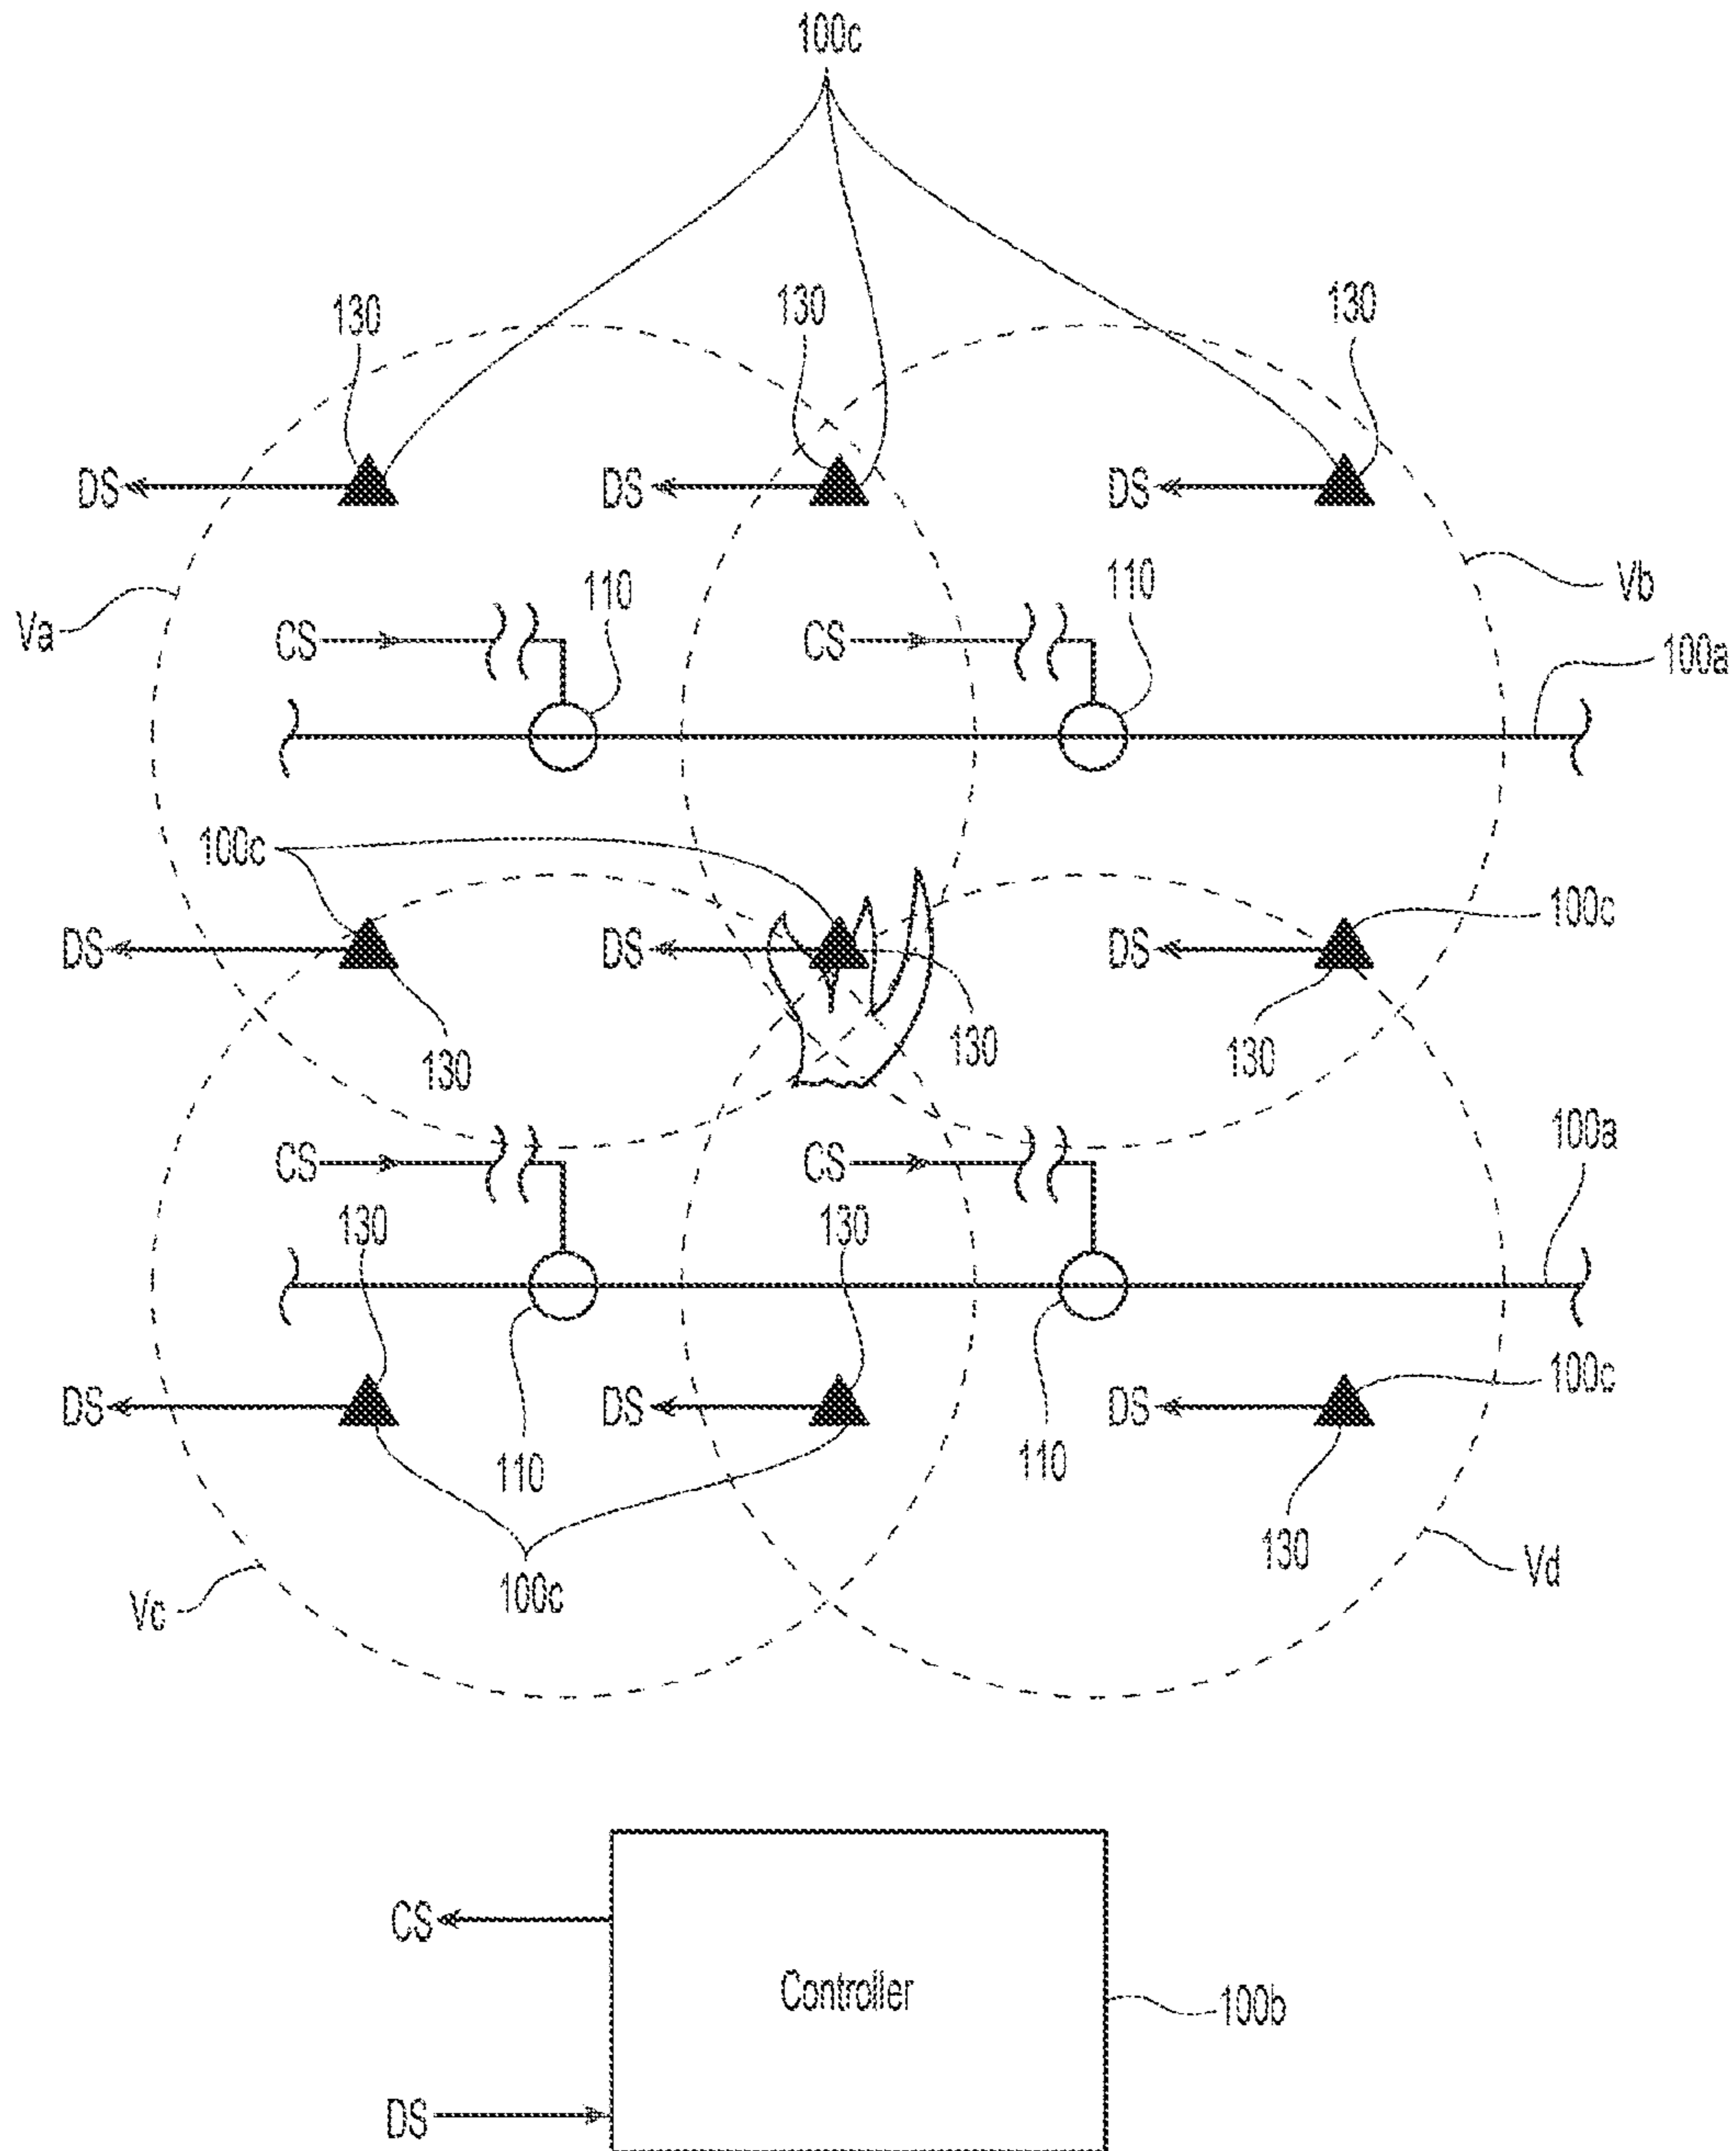 100c
130 130 130
DS DS DS
110 110
Va CS CS Vb
100a
100c
100c
DS DS DS
130 130 130
100a
CS CS
130 130
100c
DS DS DS
110 110
130
Vc 100c Vd
CS
Controller 100b
DS